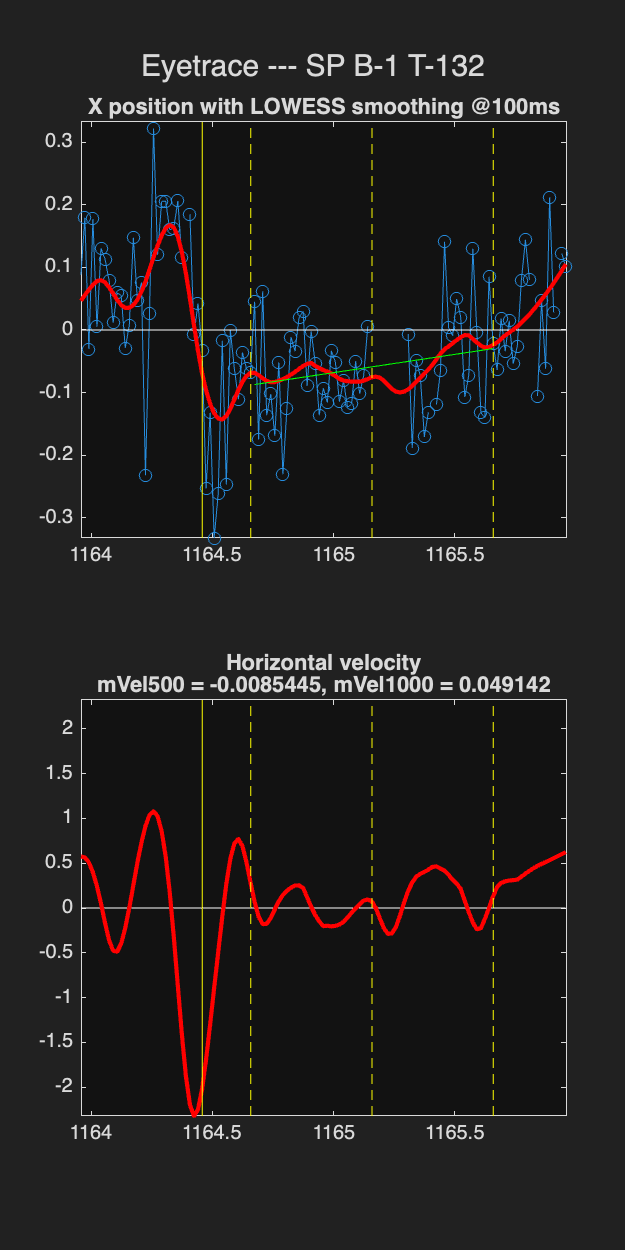 Eyetrace --- SP B-1 T-132
X position with LOWESS smoothing @100ms
0.3
0.2
0.1
0
-0.1
-0.2
-0.3
1164 1164.5 1165 1165.5
Horizontal velocity
mVel500 = -0.0085445, mVel1000 = 0.049142
2
1.5
1
0.5
0
-0.5
-1
-1.5
-2
1164 1164.5 1165 1165.5